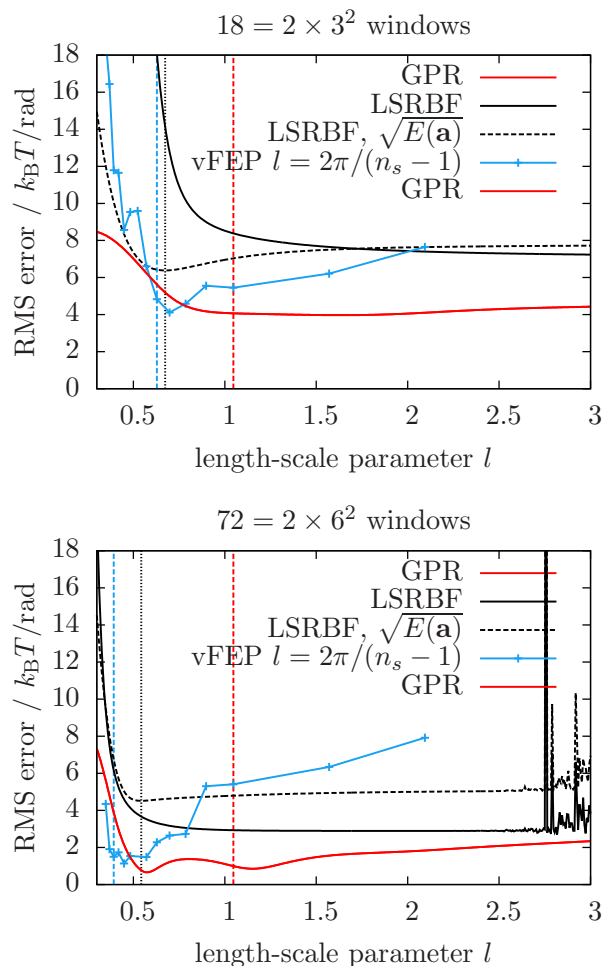 18 = 2 × 3² windows
RMS error / k_BT/rad
18
16
14
12
10
8
6
4
2
0
GPR
LSRBF
LSRBF, √E(a)
vFEP l = 2π/(n_s − 1)
GPR
0.5
1
1.5
2
2.5
3
length-scale parameter l
72 = 2 × 6² windows
RMS error / k_BT/rad
18
16
14
12
10
8
6
4
2
0
GPR
LSRBF
LSRBF, √E(a)
vFEP l = 2π/(n_s − 1)
GPR
0.5
1
1.5
2
2.5
3
length-scale parameter l